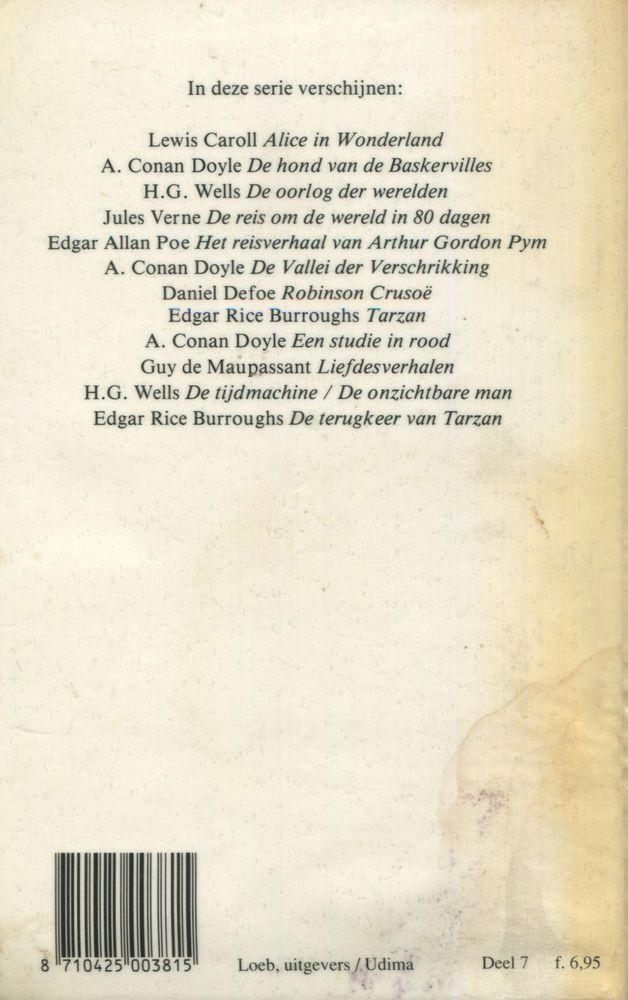 In deze serie verschijnen:
Lewis Caroll Alice in Wonderland
A. Conan Doyle De hond van de Baskervilles
H.G. Wells De oorlog der werelden
Jules Verne De reis om de wereld in 80 dagen
Edgar Allan Poe Het reisverhaal van Arthur Gordon Pym
A. Conan Doyle De Vallei der Verschrikking
Daniel Defoe Robinson Crusoë
Edgar Rice Burroughs Tarzan
A. Conan Doyle Een studie in rood
Guy de Maupassant Liefdesverhalen
H.G. Wells De tijdmachine / De onzichtbare man
Edgar Rice Burroughs De terugkeer van Tarzan
8 710425 003815
Loeb, uitgevers / Udima
Deel 7 f. 6,95